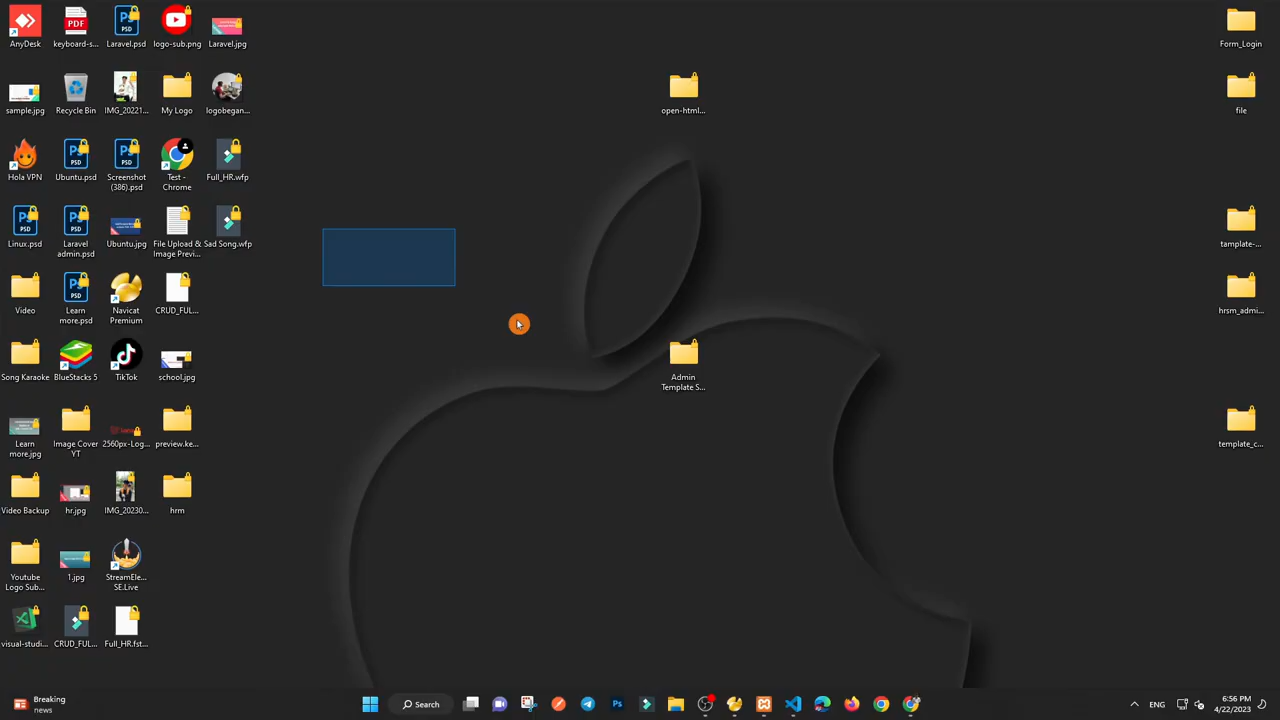 AnyDesk
keyboard-s...
Laravel.psd
logo-sub.png
Laravel.jpg
open-html...
Form_Login
sample.jpg
Recycle Bin
IMG_20221...
My Logo
logobegan...
file
Hola VPN
Ubuntu.psd
Screenshot
(386).psd
Test -
Chrome
Full_HR.wfp
Linux.psd
Laravel
admin.psd
Ubuntu.jpg
File Upload &
Image Previ...
Sad Song.wfp
tamplate-...
Video
Learn
more.psd
Navicat
Premium
CRUD_FUL...
hrsm_admi...
Song Karaoke
BlueStacks 5
TikTok
school.jpg
Admin
Template S...
Learn
more.jpg
Image Cover
YT
2560px-Log...
preview.ke...
template_c...
Video Backup
hr.jpg
IMG_20230...
hrm
Youtube
Logo Sub...
1.jpg
StreamEle...
SE.Live
visual-studi...
CRUD_FUL...
Full_HR.fst...
Breaking
news
Search
ENG
6:56 PM
4/22/2023